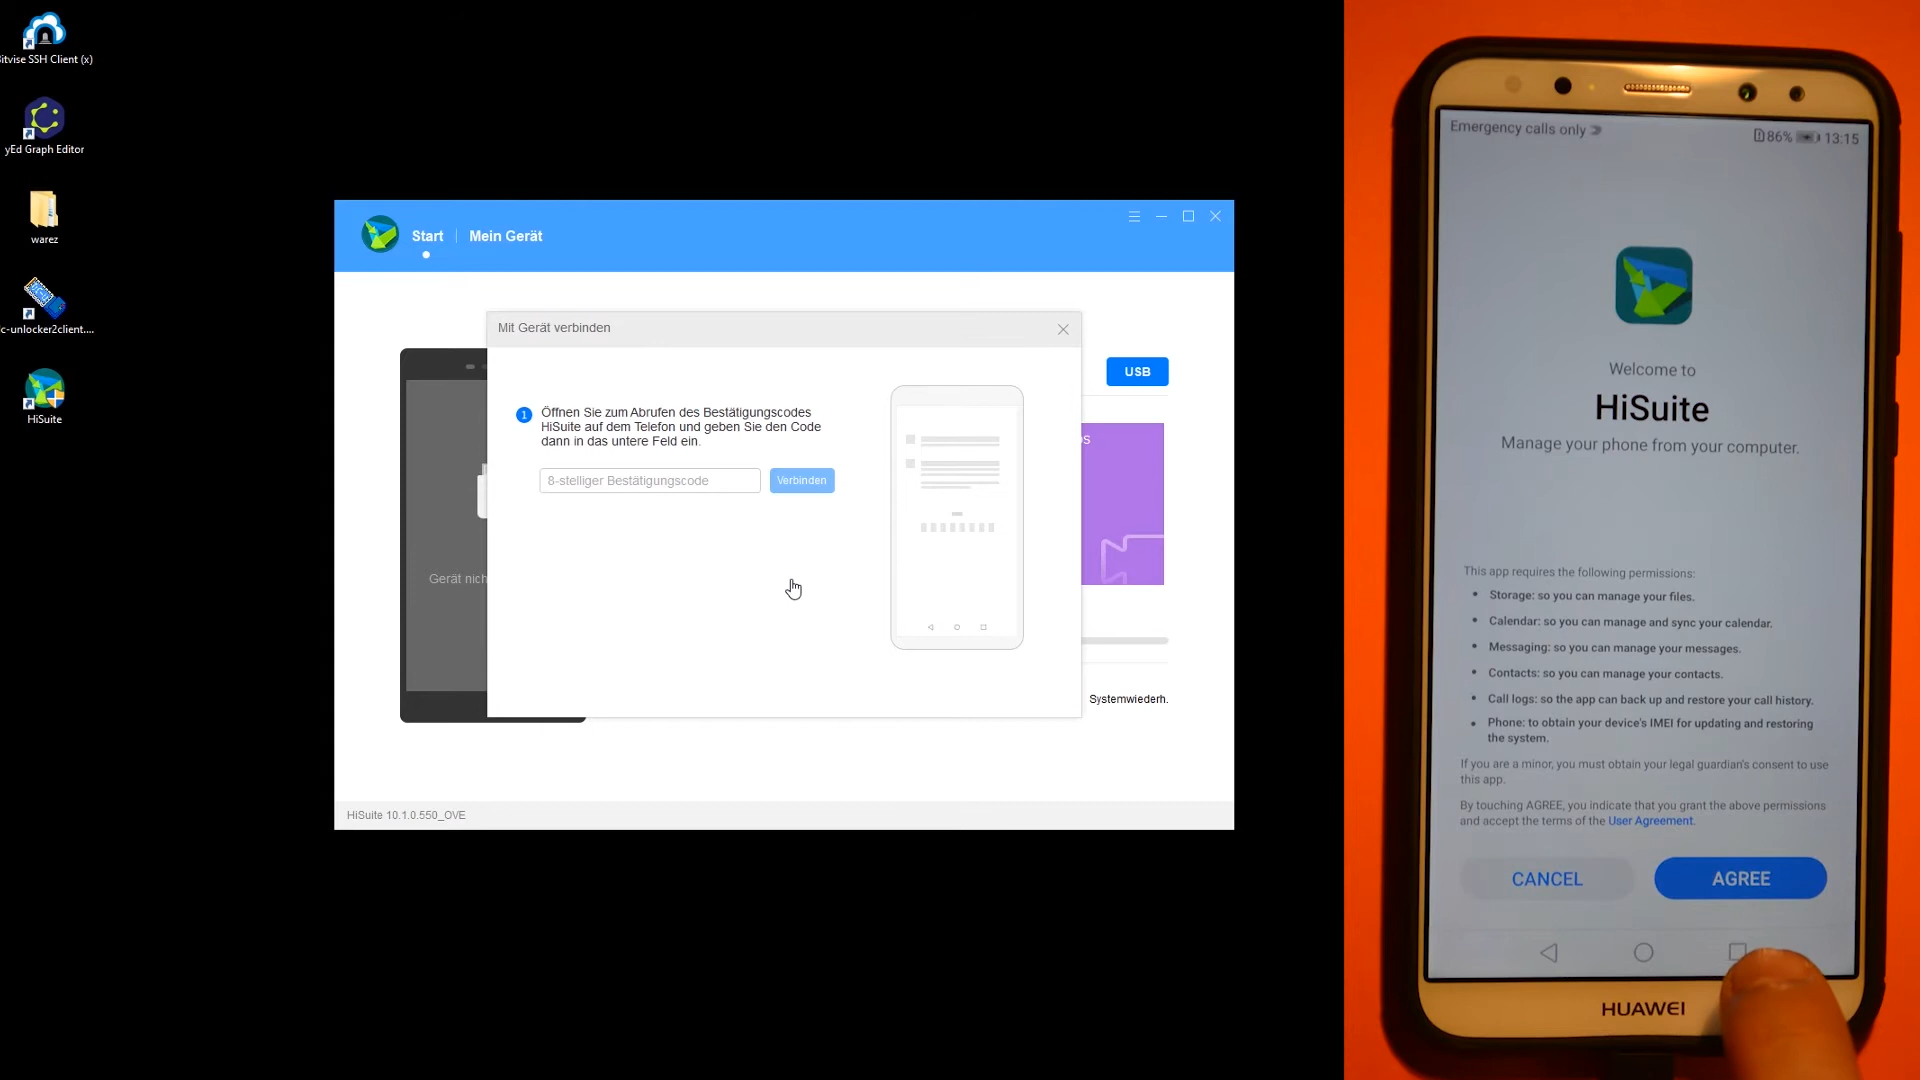 itvise SSH Client (x)
yEd Graph Editor
warez
c-unlocker2client....
HiSuite
Start
Mein Gerät
Mit Gerät verbinden
1
Öffnen Sie zum Abrufen des Bestätigungscodes
HiSuite auf dem Telefon und geben Sie den Code
dann in das untere Feld ein.
8-stelliger Bestätigungscode
Verbinden
USB
Gerät nich
Systemwiederh.
HiSuite 10.1.0.550_OVE
Emergency calls only
86%
13:15
Welcome to
HiSuite
Manage your phone from your computer.
This app requires the following permissions:
• Storage: so you can manage your files.
• Calendar: so you can manage and sync your calendar.
• Messaging: so you can manage your messages.
• Contacts: so you can manage your contacts.
• Call logs: so the app can back up and restore your call history.
• Phone: to obtain your device's IMEI for updating and restoring
the system.
If you are a minor, you must obtain your legal guardian's consent to use
this app.
By touching AGREE, you indicate that you grant the above permissions
and accept the terms of the User Agreement.
CANCEL
AGREE
HUAWEI